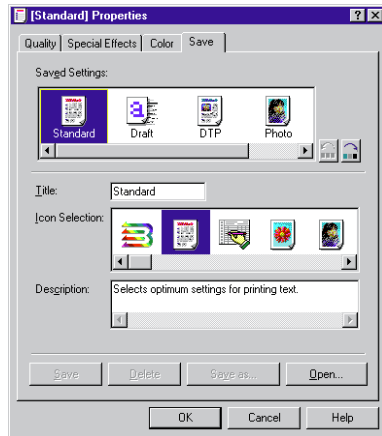 [Standard] Properties
Quality Special Effects Color Save
Saved Settings:
Standard Draft DTP Photo
Title: Standard
Icon Selection:
Description: Selects optimum settings for printing text.
Save Delete Save as... Open...
OK Cancel Help